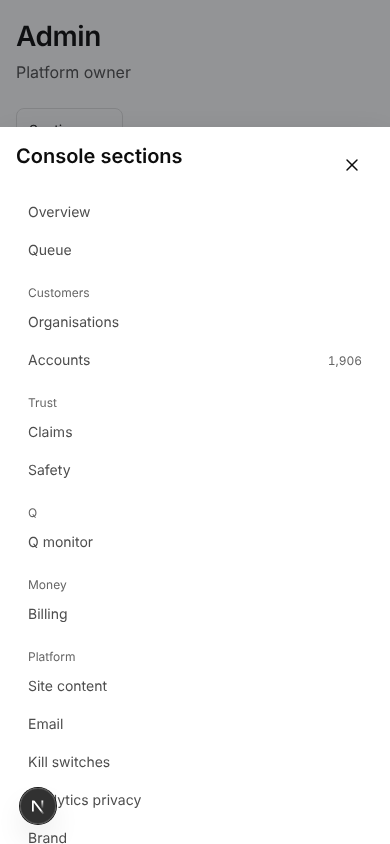 Admin
Platform owner
Console sections
Overview
Queue
Customers
Organisations
Accounts 1,906
Trust
Claims
Safety
Q
Q monitor
Money
Billing
Platform
Site content
Email
Kill switches
privacy
Brand